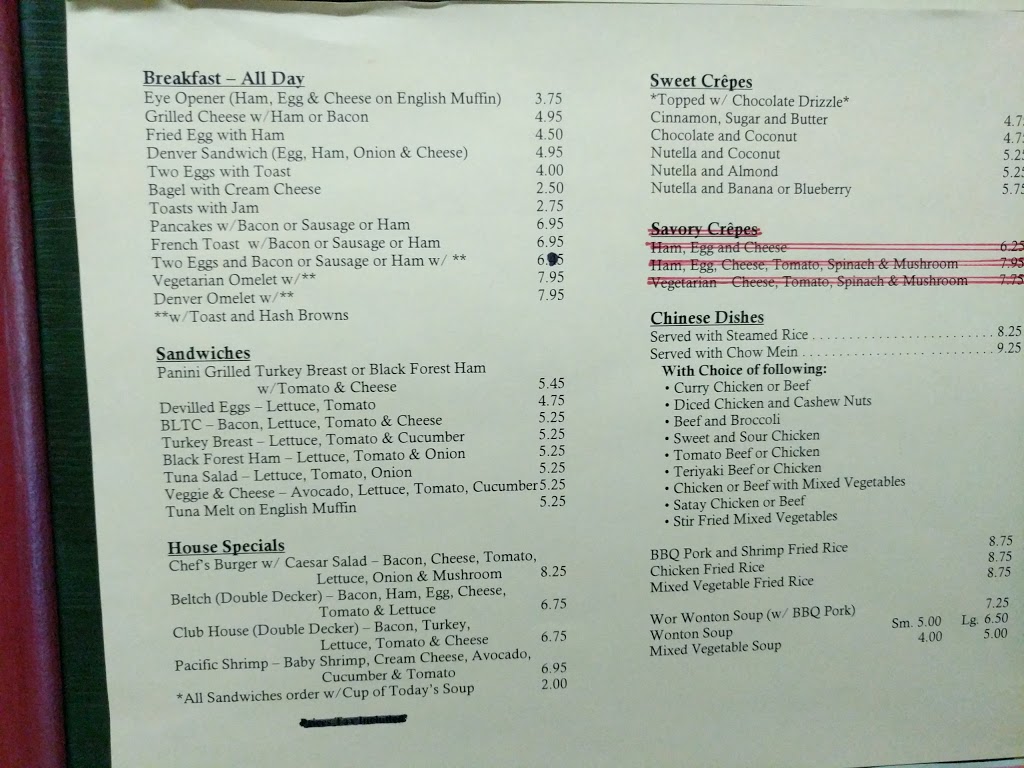 Breakfast – All Day
Eye Opener (Ham, Egg & Cheese on English Muffin) 3.75
Grilled Cheese w/Ham or Bacon 4.95
Fried Egg with Ham 4.50
Denver Sandwich (Egg, Ham, Onion & Cheese) 4.95
Two Eggs with Toast 4.00
Bagel with Cream Cheese 2.50
Toasts with Jam 2.75
Pancakes w/Bacon or Sausage or Ham 6.95
French Toast w/Bacon or Sausage or Ham 6.95
Two Eggs and Bacon or Sausage or Ham w/ **
Vegetarian Omelet w/** 7.95
Denver Omelet w/** 7.95
**w/Toast and Hash Browns
Sandwiches
Panini Grilled Turkey Breast or Black Forest Ham
w/Tomato & Cheese 5.45
Devilled Eggs – Lettuce, Tomato 4.75
BLTC – Bacon, Lettuce, Tomato & Cheese 5.25
Turkey Breast – Lettuce, Tomato & Cucumber 5.25
Black Forest Ham – Lettuce, Tomato & Onion 5.25
Tuna Salad – Lettuce, Tomato, Onion 5.25
Veggie & Cheese – Avocado, Lettuce, Tomato, Cucumber 5.25
Tuna Melt on English Muffin 5.25
House Specials
Chef's Burger w/ Caesar Salad – Bacon, Cheese, Tomato,
Lettuce, Onion & Mushroom 8.25
Beltch (Double Decker) – Bacon, Ham, Egg, Cheese,
Tomato & Lettuce 6.75
Club House (Double Decker) – Bacon, Turkey,
Lettuce, Tomato & Cheese 6.75
Pacific Shrimp – Baby Shrimp, Cream Cheese, Avocado,
Cucumber & Tomato 6.95
*All Sandwiches order w/Cup of Today's Soup 2.00
Sweet Crêpes
*Topped w/ Chocolate Drizzle*
Cinnamon, Sugar and Butter 4.7
Chocolate and Coconut 4.7
Nutella and Coconut 5.25
Nutella and Almond 5.25
Nutella and Banana or Blueberry 5.75
Savory Crêpes
Ham, Egg and Cheese 6.25
Ham, Egg, Cheese, Tomato, Spinach & Mushroom 7.95
Vegetarian – Cheese, Tomato, Spinach & Mushroom 7.75
Chinese Dishes
Served with Steamed Rice . . . . . . . . . . . . . . . . . . . . . . . . 8.25
Served with Chow Mein . . . . . . . . . . . . . . . . . . . . . . . . . 9.25
With Choice of following:
• Curry Chicken or Beef
• Diced Chicken and Cashew Nuts
• Beef and Broccoli
• Sweet and Sour Chicken
• Tomato Beef or Chicken
• Teriyaki Beef or Chicken
• Chicken or Beef with Mixed Vegetables
• Satay Chicken or Beef
• Stir Fried Mixed Vegetables
BBQ Pork and Shrimp Fried Rice 8.75
Chicken Fried Rice 8.75
Mixed Vegetable Fried Rice 8.75
Wor Wonton Soup (w/ BBQ Pork) 7.25
Wonton Soup Sm. 5.00 Lg. 6.50
Mixed Vegetable Soup 4.00 5.00